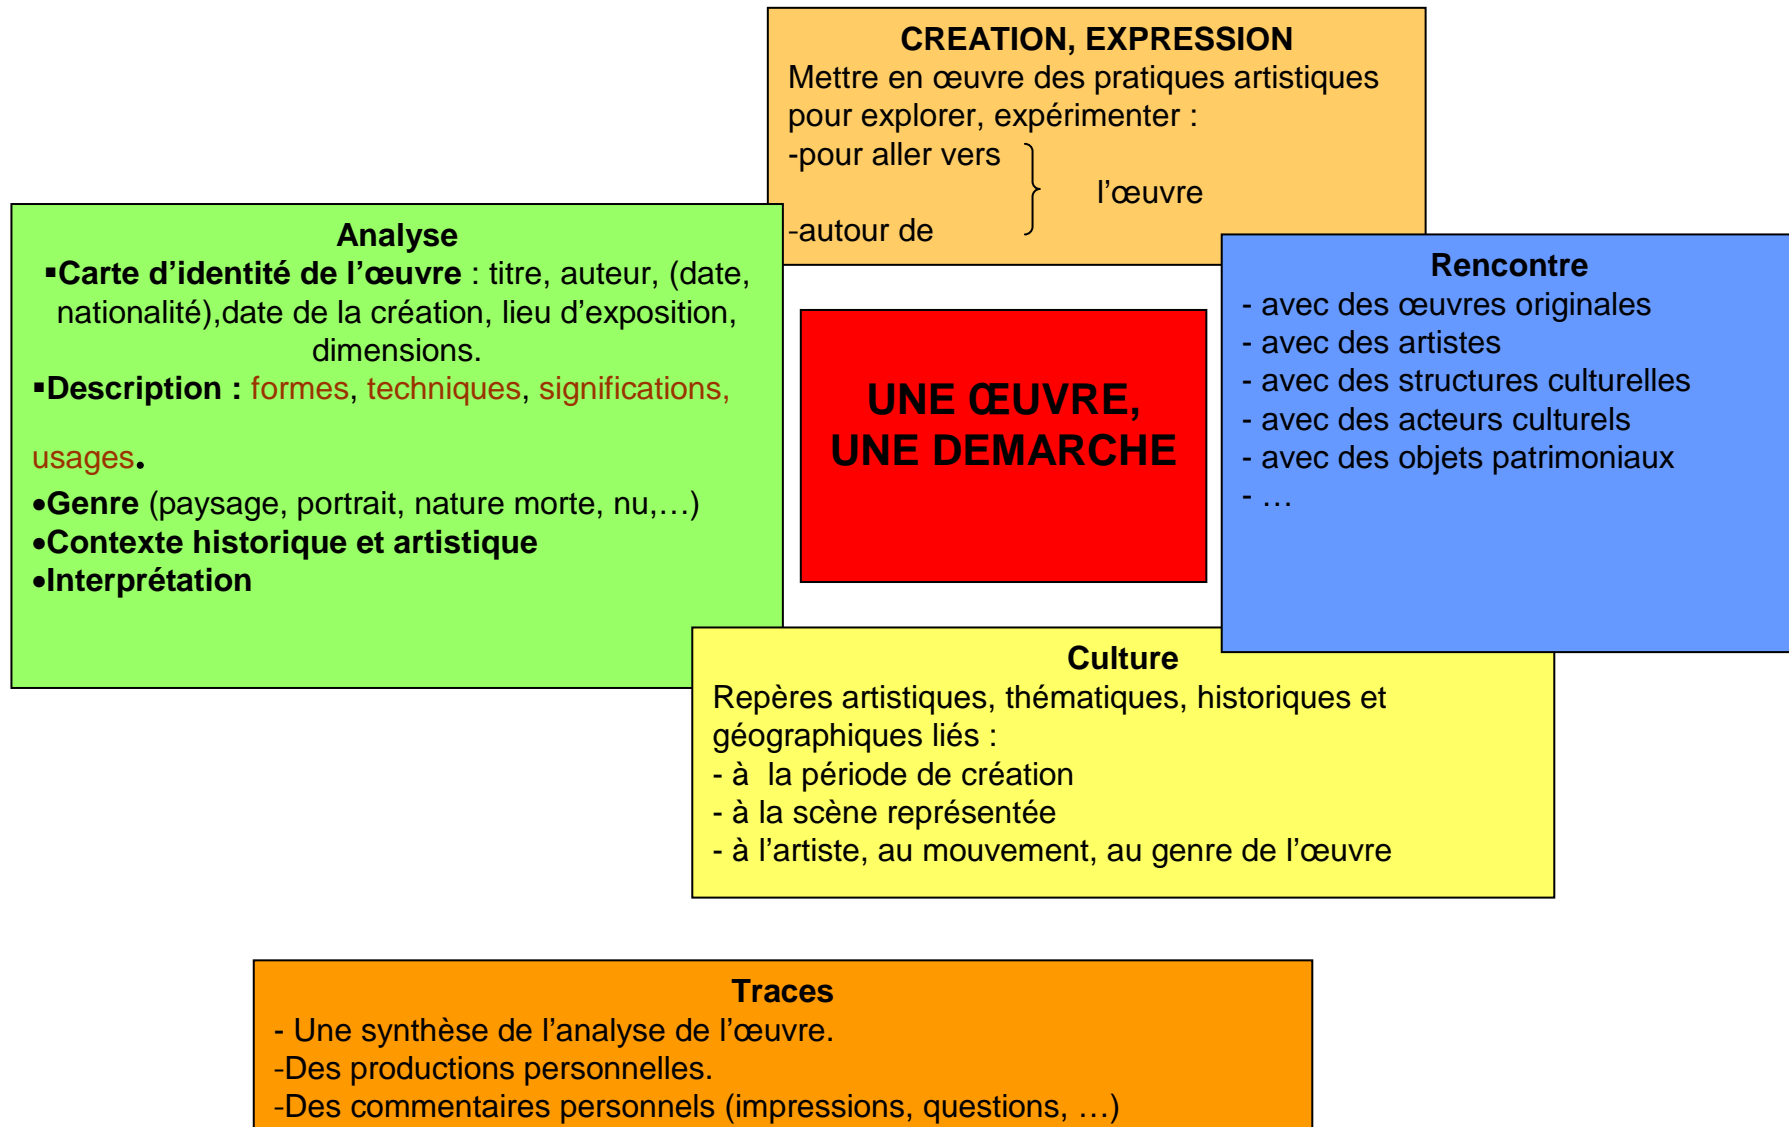 CREATION, EXPRESSION
Mettre en œuvre des pratiques artistiques
pour explorer, expérimenter :
-pour aller vers
l’œuvre
-autour de
Analyse
▪Carte d’identité de l’œuvre : titre, auteur, (date,
nationalité),date de la création, lieu d’exposition,
dimensions.
▪Description : formes, techniques, significations,
usages.
•Genre (paysage, portrait, nature morte, nu,…)
•Contexte historique et artistique
•Interprétation
UNE ŒUVRE,
UNE DEMARCHE
Rencontre
- avec des œuvres originales
- avec des artistes
- avec des structures culturelles
- avec des acteurs culturels
- avec des objets patrimoniaux
- …
Culture
Repères artistiques, thématiques, historiques et
géographiques liés :
- à  la période de création
- à la scène représentée
- à l’artiste, au mouvement, au genre de l’œuvre
Traces
- Une synthèse de l’analyse de l’œuvre.
-Des productions personnelles.
-Des commentaires personnels (impressions, questions, …)